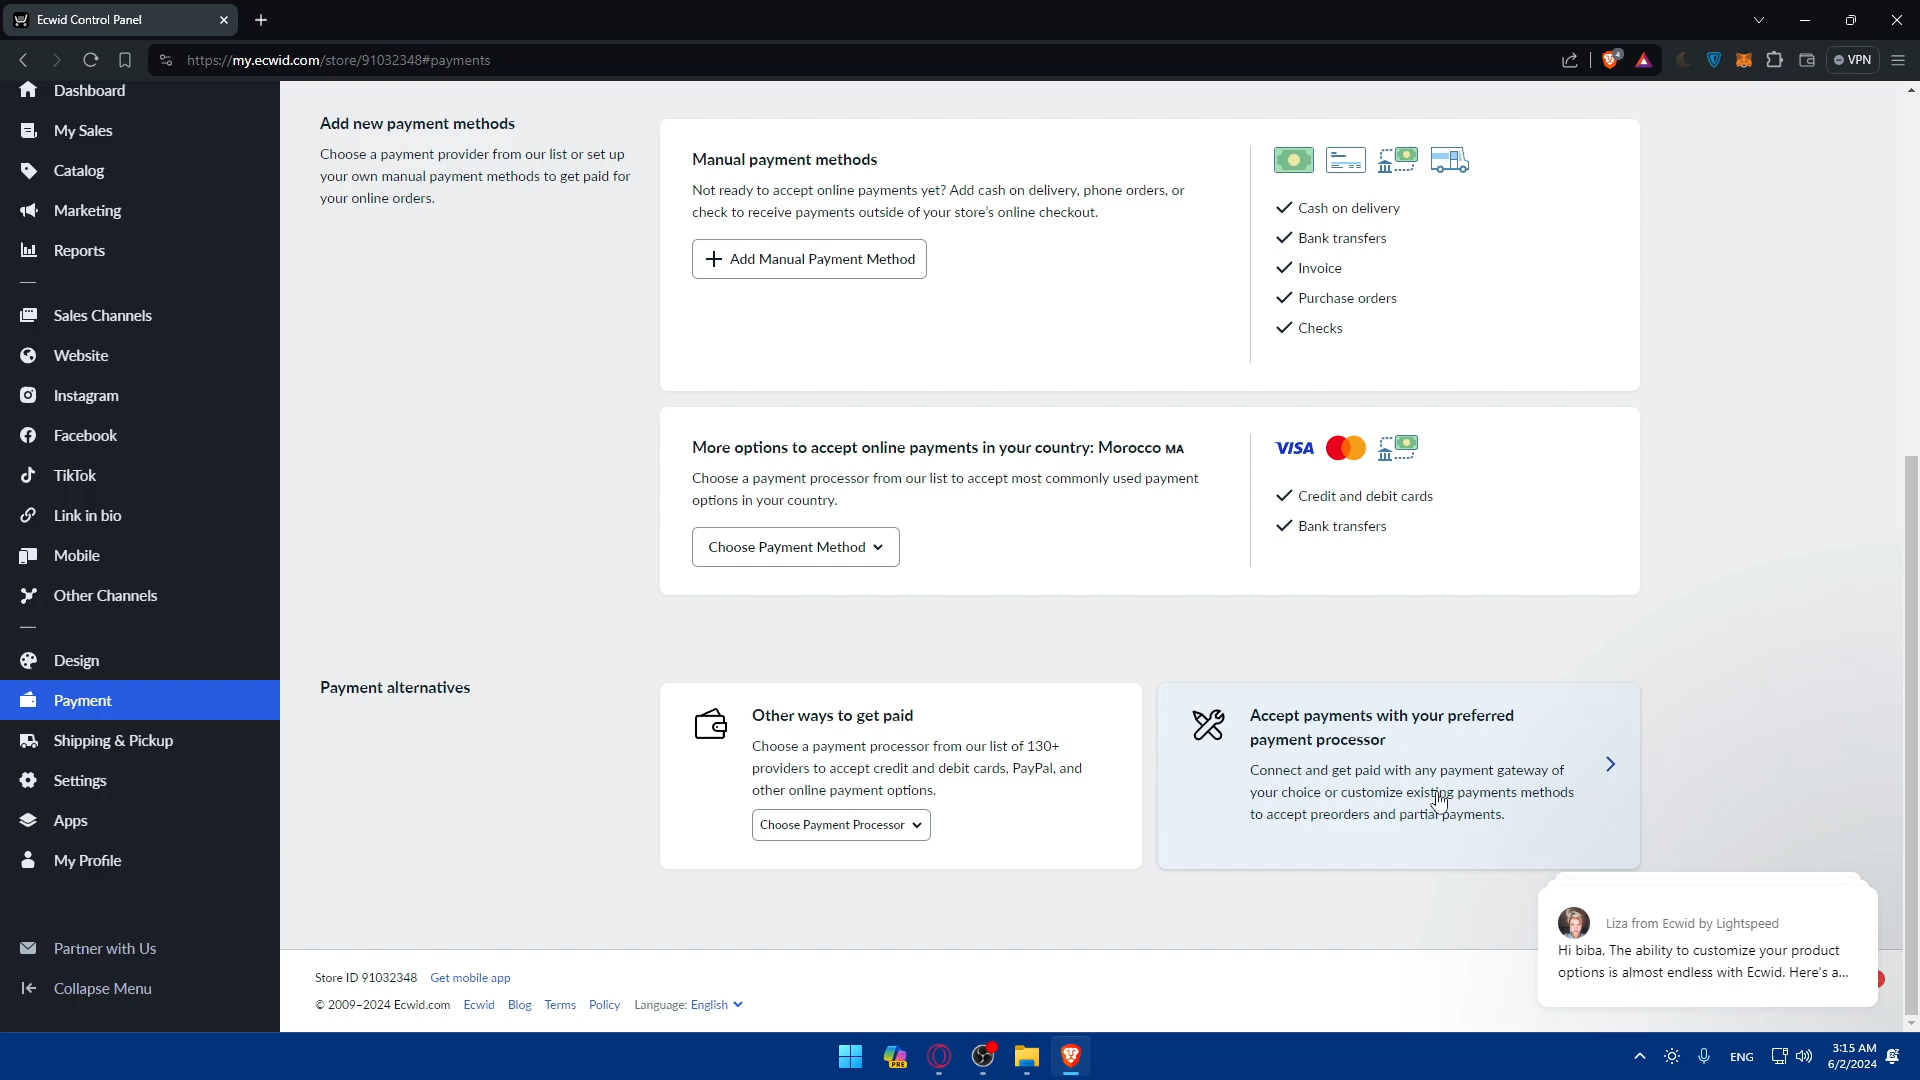 Ecwid Control Panel
https://my.ecwid.com/store/91032348#payments
4
VPN
Dashboard
My Sales
Catalog
Marketing
Reports
Sales Channels
Website
Instagram
Facebook
TikTok
Link in bio
Mobile
Other Channels
Design
Payment
Shipping & Pickup
Settings
Apps
My Profile
Partner with Us
Collapse Menu
Add new payment methods
Choose a payment provider from our list or set up
your own manual payment methods to get paid for
your online orders.
Manual payment methods
Not ready to accept online payments yet? Add cash on delivery, phone orders, or
check to receive payments outside of your store's online checkout.
Add Manual Payment Method
Cash on delivery
Bank transfers
Invoice
Purchase orders
Checks
More options to accept online payments in your country: Morocco MA
Choose a payment processor from our list to accept most commonly used payment
options in your country.
Choose Payment Method
VISA
Credit and debit cards
Bank transfers
Payment alternatives
Other ways to get paid
Choose a payment processor from our list of 130+
providers to accept credit and debit cards, PayPal, and
other online payment options.
Choose Payment Processor
Accept payments with your preferred
payment processor
Connect and get paid with any payment gateway of
your choice or customize existing payments methods
to accept preorders and partial payments.
Liza from Ecwid by Lightspeed
Hi biba, The ability to customize your product
options is almost endless with Ecwid. Here's a...
Store ID 91032348 Get mobile app
© 2009–2024 Ecwid.com Ecwid Blog Terms Policy Language: English
PRE
ENG
3:15 AM
6/2/2024